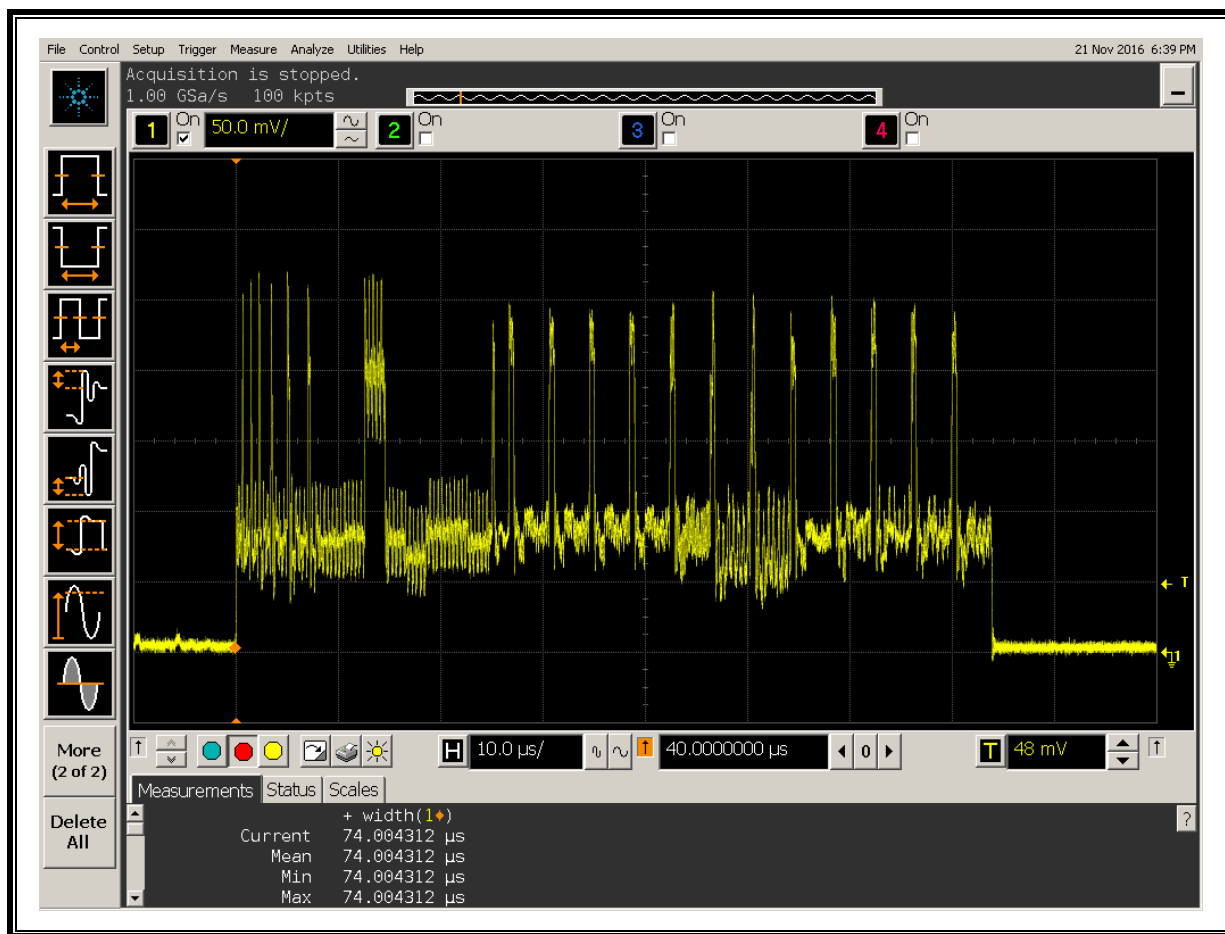 File Control Setup Trigger Measure Analyze Utilities Help 21 Nov 2016 6:39 PM
Acquisition is stopped.
1.00 GSa/s 100 kpts
1 On 50.0 mV/ 2 On 3 On 4 On
T
1
More
(2 of 2)
Delete
All
H 10.0 µs/ 40.0000000 µs 0 T 48 mV
Measurements Status Scales
+ width(1♦) ?
Current 74.004312 µs
Mean 74.004312 µs
Min 74.004312 µs
Max 74.004312 µs